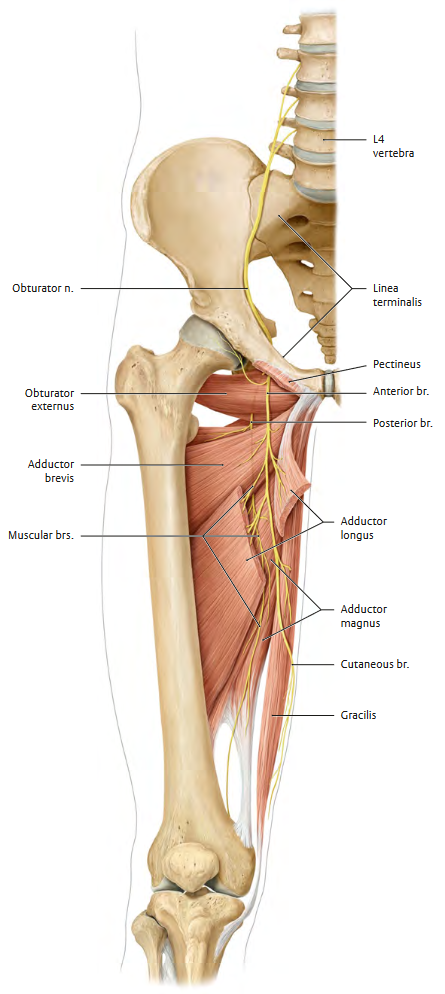 L4
vertebra
Obturator n.
Linea
terminalis
Pectineus
Obturator
externus
Anterior br.
Posterior br.
Adductor
brevis
Muscular brs.
Adductor
longus
Adductor
magnus
Cutaneous br.
Gracilis